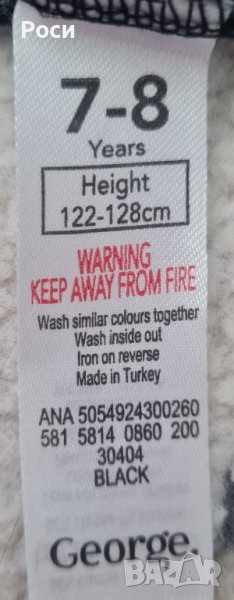 Роси
7-8
Years
Height
122-128cm
WARNING
KEEP AWAY FROM FIRE
Wash similar colours together
Wash inside out
Iron on reverse
Made in Turkey
ANA 5054924300260
581 5814 0860 200
30404
BLACK
George.
BAZAR